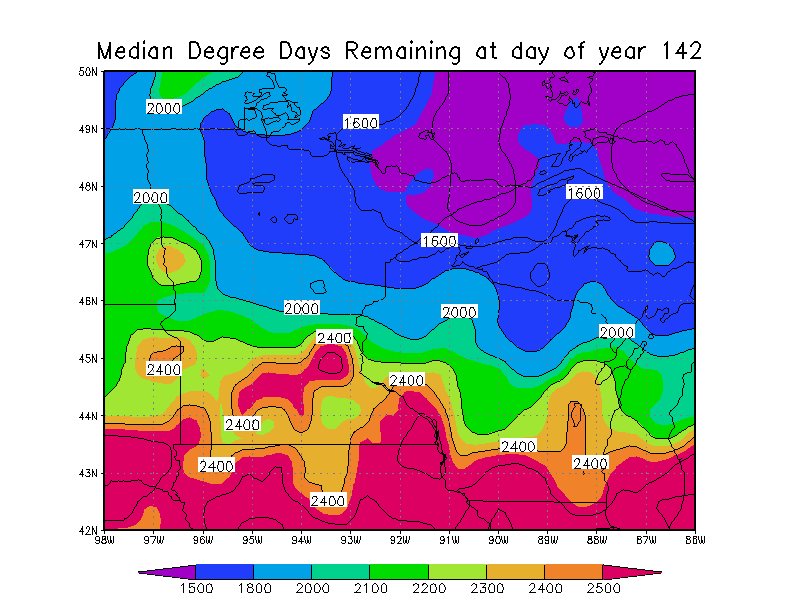 Median Degree Days Remaining at day of year 142
50N
2000
1600
49N
48N
2000
1600
47N
1600
46N
2000
2000
2000
2400
45N
2400
2400
44N
2400
2400
43N
2400
2400
2400
42N
98W 97W 96W 95W 94W 93W 92W 91W 90W 89W 88W 87W 86W
1500 1800 2000 2100 2200 2300 2400 2500